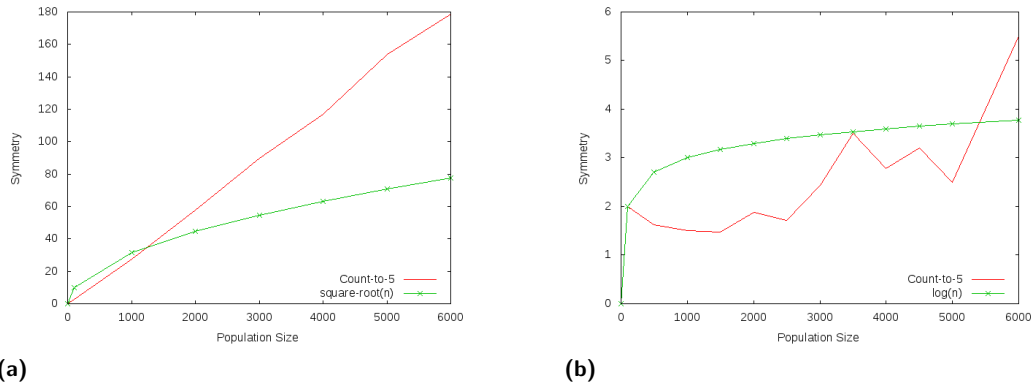 180
160
140
120
100
80
60
40
20
0
Symmetry
0 1000 2000 3000 4000 5000 6000
Population Size
Count-to-5
square-root(n)
(a)
6
5
4
3
2
1
0
Symmetry
0 1000 2000 3000 4000 5000 6000
Population Size
Count-to-5
log(n)
(b)